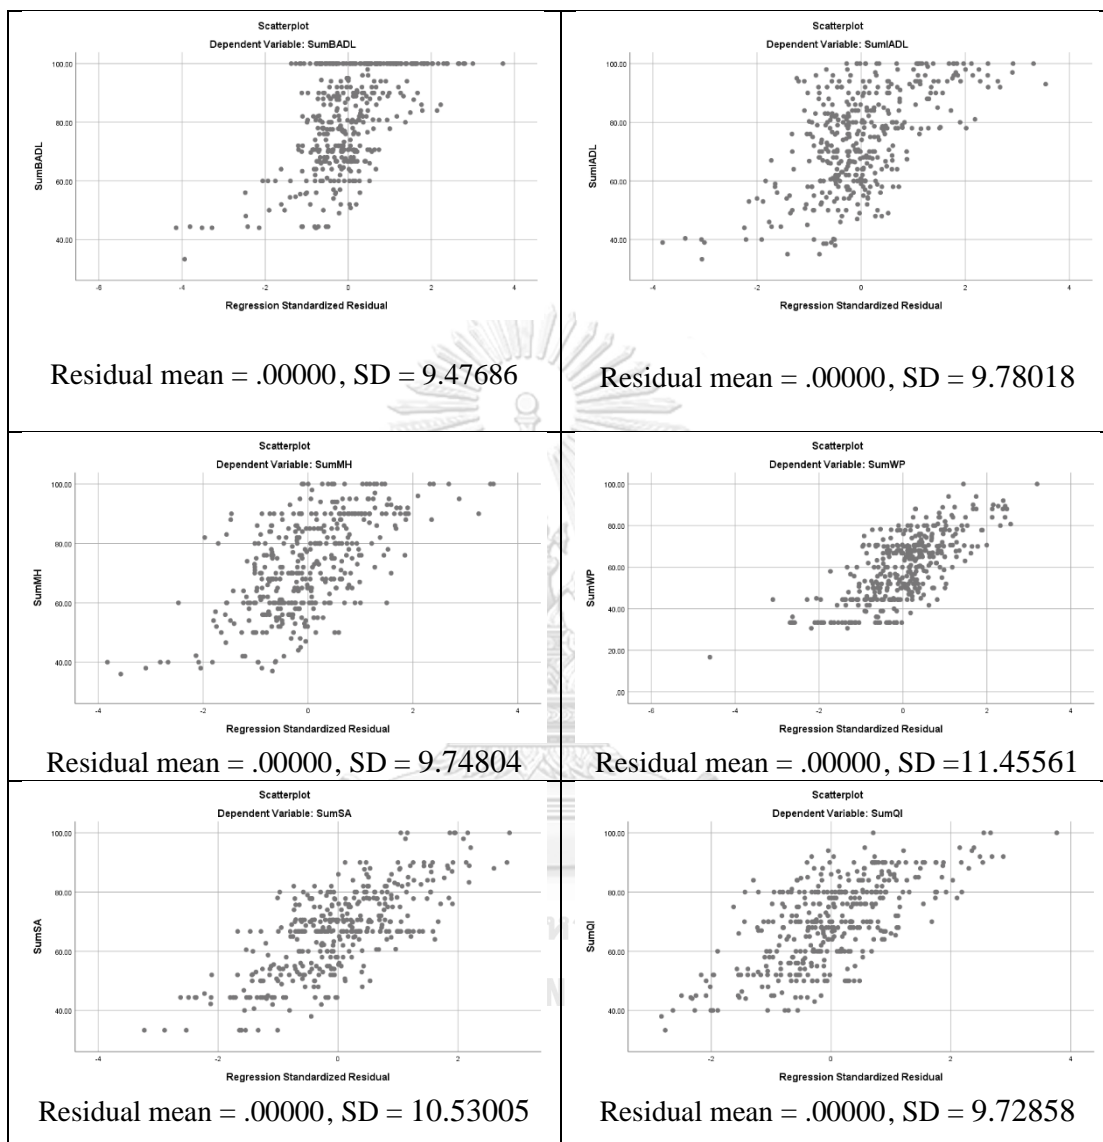 Scatterplot
Dependent Variable: SumBADL
SumBADL
100.00
80.00
60.00
40.00
-6 -4 -2 0 2 4
Regression Standardized Residual
Residual mean = .00000, SD = 9.47686
Scatterplot
Dependent Variable: SumIADL
SumIADL
100.00
80.00
60.00
40.00
-4 -2 0 2 4
Regression Standardized Residual
Residual mean = .00000, SD = 9.78018
Scatterplot
Dependent Variable: SumMH
SumMH
100.00
80.00
60.00
40.00
-4 -2 0 2 4
Regression Standardized Residual
Residual mean = .00000, SD = 9.74804
Scatterplot
Dependent Variable: SumWP
SumWP
100.00
80.00
60.00
40.00
20.00
.00
-6 -4 -2 0 2 4
Regression Standardized Residual
Residual mean = .00000, SD =11.45561
Scatterplot
Dependent Variable: SumSA
SumSA
100.00
80.00
60.00
40.00
-4 -2 0 2
Regression Standardized Residual
Residual mean = .00000, SD = 10.53005
Scatterplot
Dependent Variable: SumQI
SumQI
100.00
80.00
60.00
40.00
-2 0 2 4
Regression Standardized Residual
Residual mean = .00000, SD = 9.72858